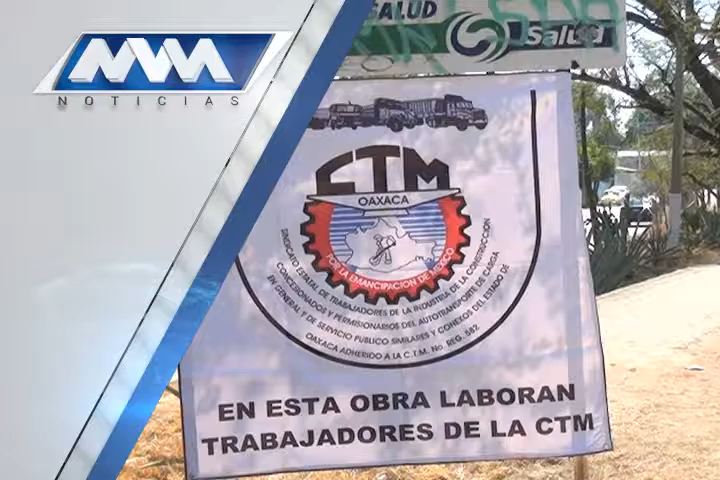 MVM
NOTICIAS
SALUD
Salud
CTM
OAXACA
POR LA EMANCIPACION DE MEXICO
SINDICATO ESTATAL DE TRABAJADORES DE LA INDUSTRIA DE LA CONSTRUCCION
CONCESIONADOS Y PERMISIONARIOS DEL AUTOTRANSPORTE DE CARGA
EN GENERAL Y DE SERVICIO PUBLICO SIMILARES Y CONEXOS DEL ESTADO DE
OAXACA ADHERIDO A LA C.T.M. No. REG. 582
EN ESTA OBRA LABORAN
TRABAJADORES DE LA CTM